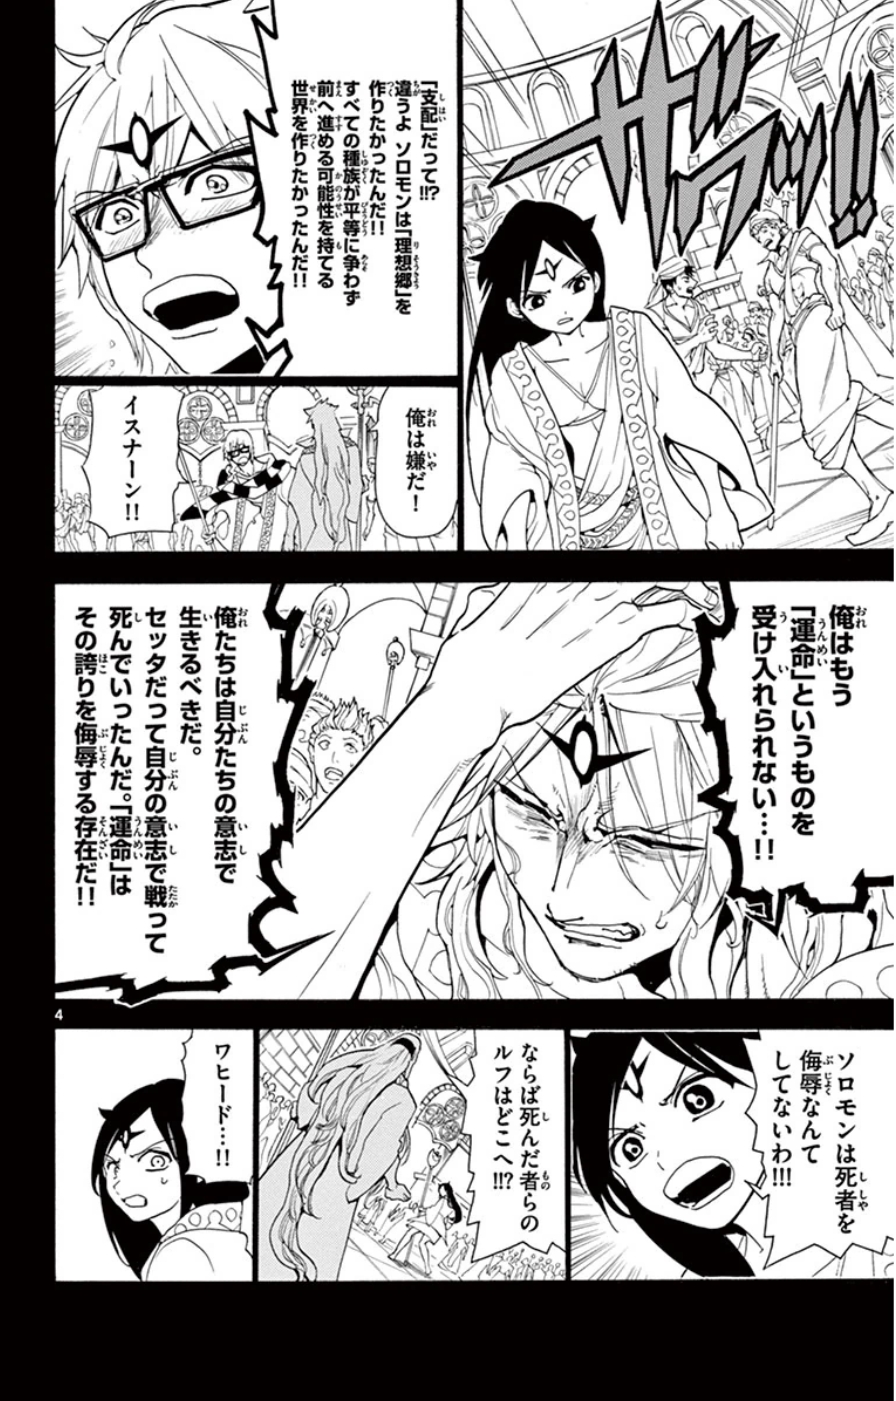 ザワッ!!
「支配」だって!!?
違うよ ソロモンは「理想郷」を
作りたかったんだ!!
すべての種族が平等に争わず
前へ進める可能性を持てる
世界を作りたかったんだ!!
俺は嫌だ!
イスナーン!!
俺はもう
「運命」というものを
受け入れられない…!!
俺たちは自分たちの意志で
生きるべきだ。
セッタだって自分の意志で戦って
死んでいったんだ。「運命」は
その誇りを侮辱する存在だ!!
4
ソロモンは死者を
侮辱なんて
してないわ!!!
ならば死んだ者らの
ルフはどこへ!!!?
ワヒード…!!